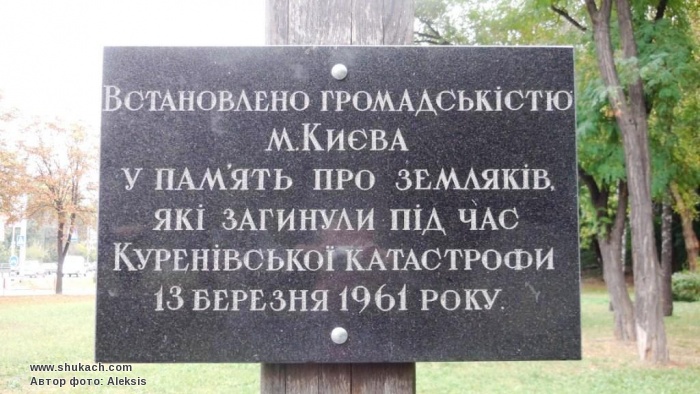 Встановлено громадськістю
м.Києва
у пам'ять про земляків,
які загинули під час
Куренівської катастрофи
13 березня 1961 року.
www.shukach.com
Автор фото: Aleksis